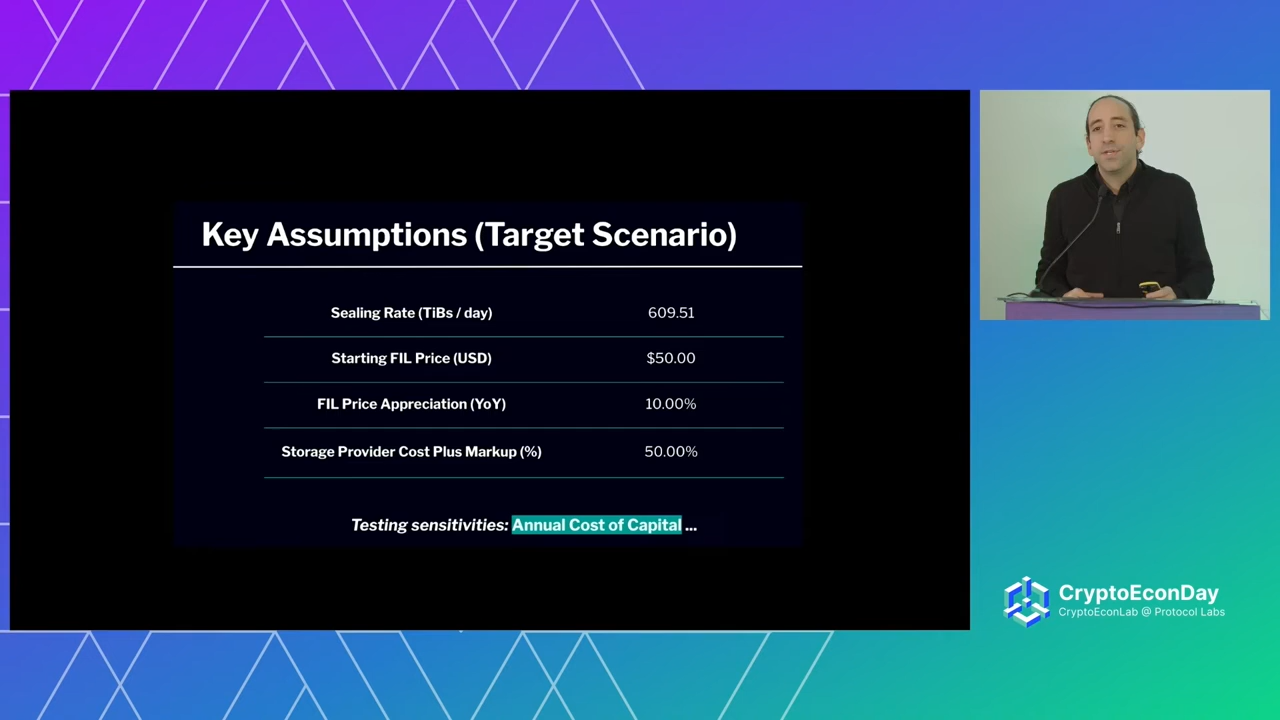 Key Assumptions (Target Scenario)
Sealing Rate (TiBs / day) 609.51
Starting FIL Price (USD) $50.00
FIL Price Appreciation (YoY) 10.00%
Storage Provider Cost Plus Markup (%) 50.00%
Testing sensitivities: Annual Cost of Capital ...
CryptoEconDay
CryptoEconLab @ Protocol Labs